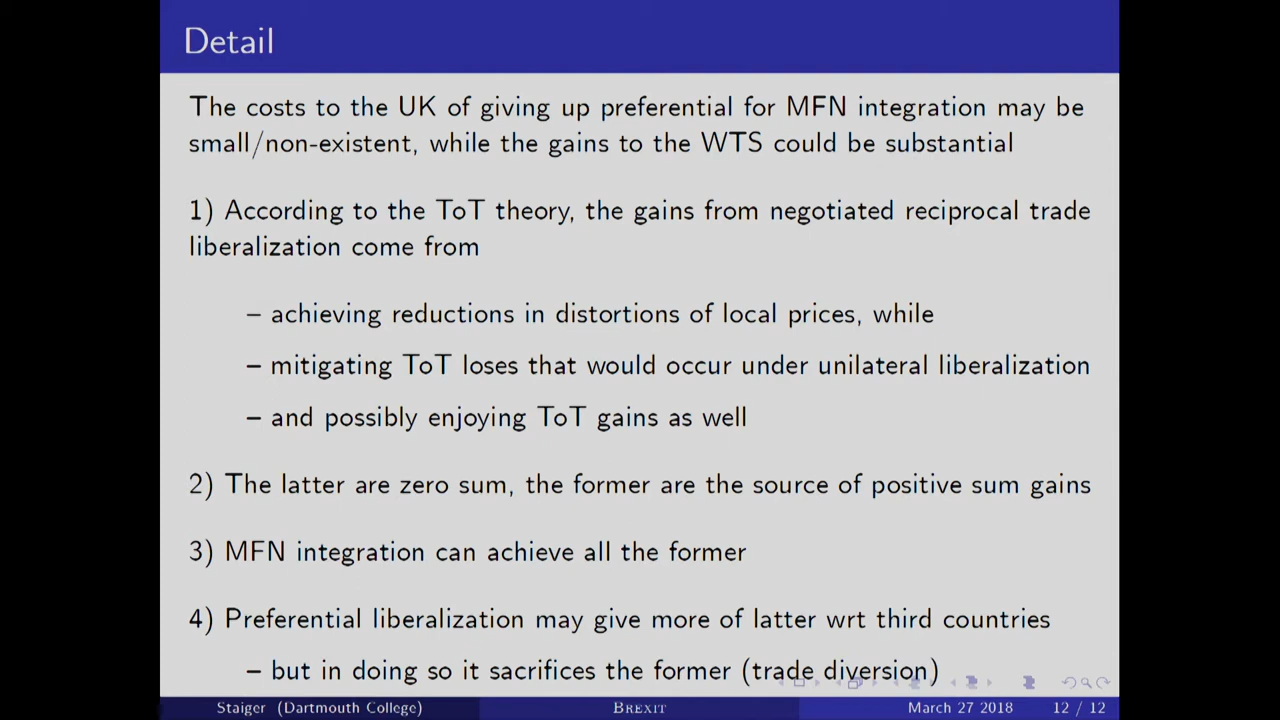 Detail
The costs to the UK of giving up preferential for MFN integration may be
small/non-existent, while the gains to the WTS could be substantial
1) According to the ToT theory, the gains from negotiated reciprocal trade
liberalization come from
– achieving reductions in distortions of local prices, while
– mitigating ToT loses that would occur under unilateral liberalization
– and possibly enjoying ToT gains as well
2) The latter are zero sum, the former are the source of positive sum gains
3) MFN integration can achieve all the former
4) Preferential liberalization may give more of latter wrt third countries
– but in doing so it sacrifices the former (trade diversion)
Staiger (Dartmouth College) BREXIT March 27 2018 12 / 12